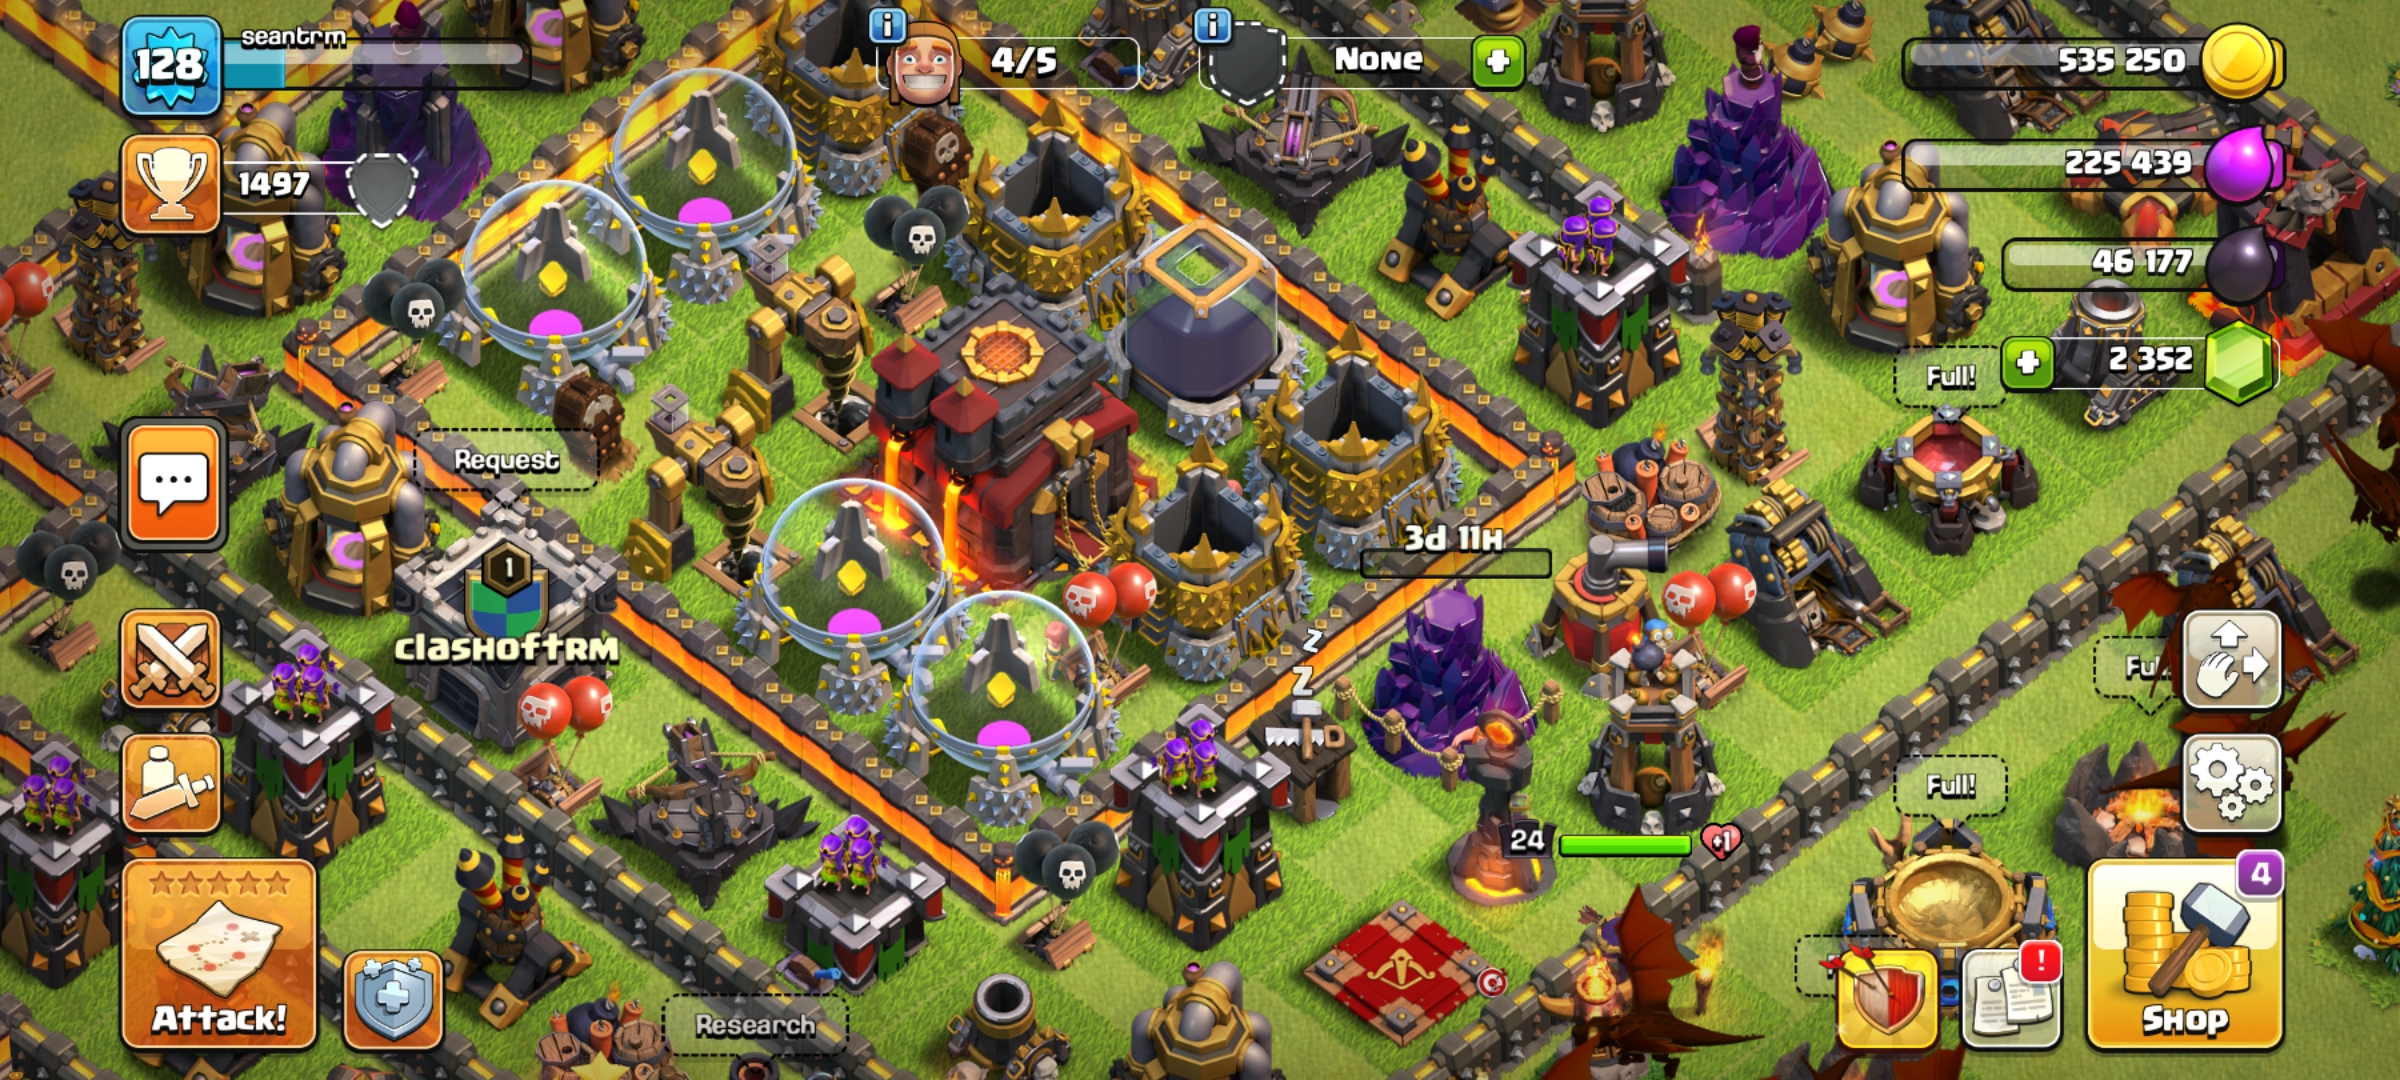 128
seantrm
i
4/5
i
None
535 250
1497
225 439
46 177
2 352
Full!
Request
1
clashoftRM
3d 11H
Z
Z
Full!
24
+1
4
Attack!
Research
!
Shop